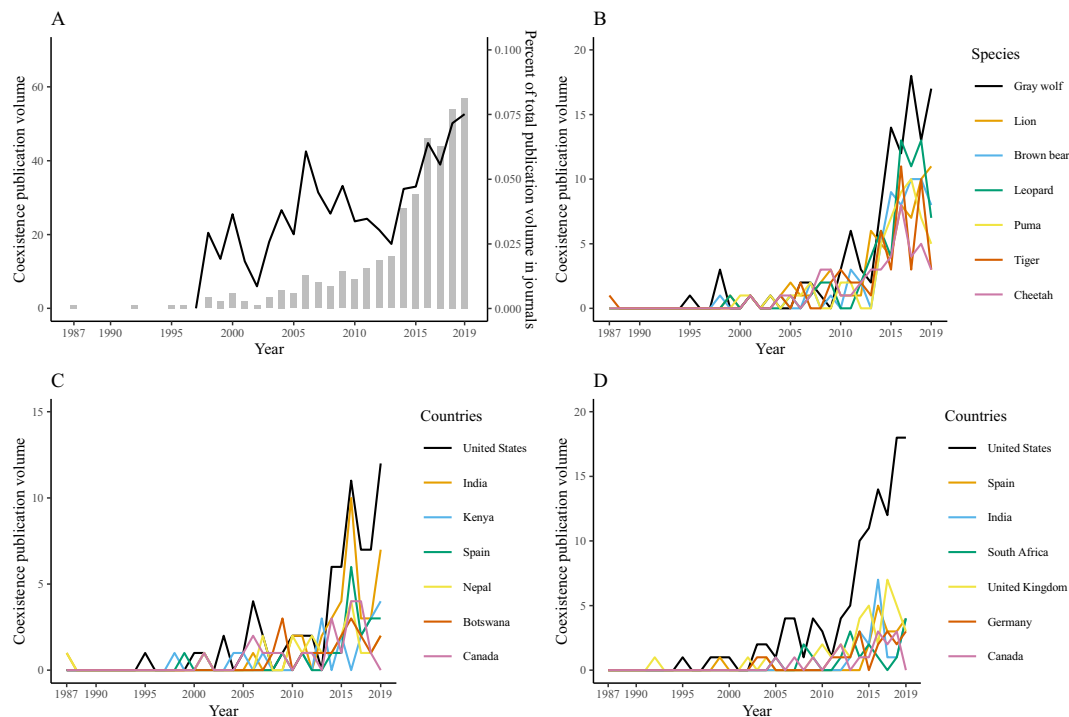 A
Coexistence publication volume
60
40
20
0
0.100
0.075
0.050
0.025
0.000
Percent of total publication volume in journals
1987 1990 1995 2000 2005 2010 2015 2019
Year
B
Coexistence publication volume
20
15
10
5
0
1987 1990 1995 2000 2005 2010 2015 2019
Year
Species
Gray wolf
Lion
Brown bear
Leopard
Puma
Tiger
Cheetah
C
Coexistence publication volume
15
10
5
0
1987 1990 1995 2000 2005 2010 2015 2019
Year
Countries
United States
India
Kenya
Spain
Nepal
Botswana
Canada
D
Coexistence publication volume
20
15
10
5
0
1987 1990 1995 2000 2005 2010 2015 2019
Year
Countries
United States
Spain
India
South Africa
United Kingdom
Germany
Canada